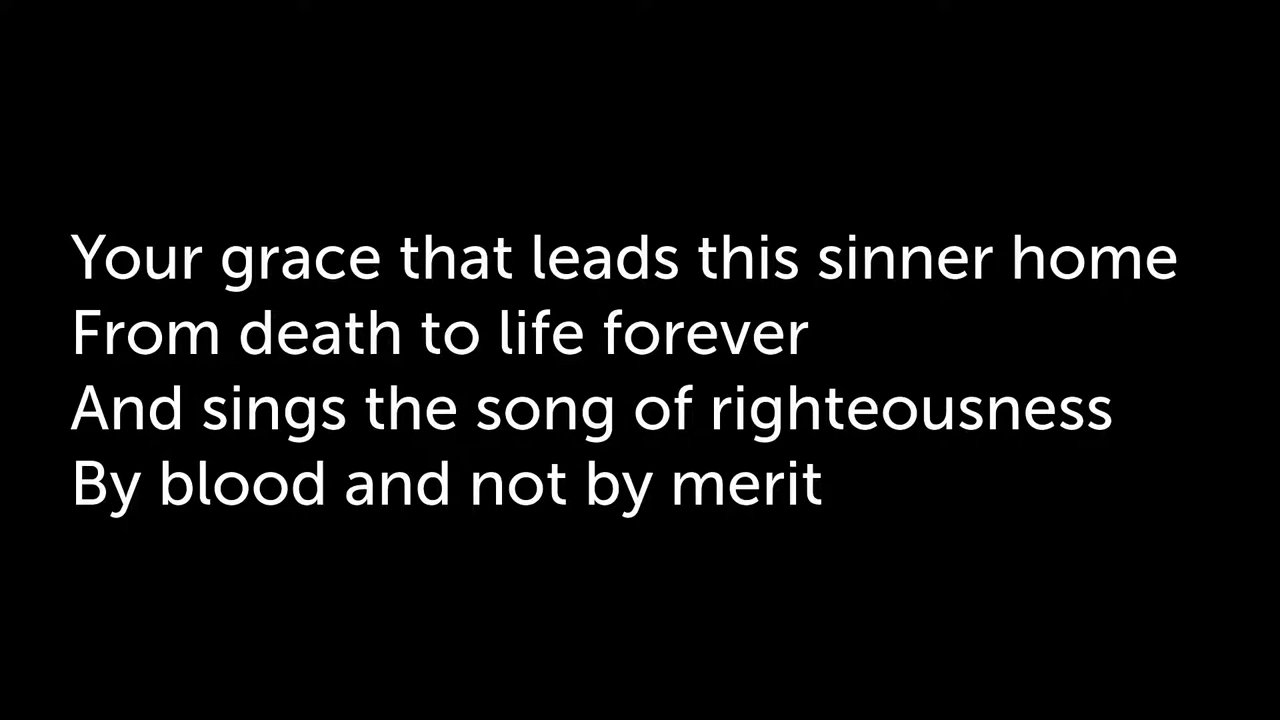 Your grace that leads this sinner home
From death to life forever
And sings the song of righteousness
By blood and not by merit